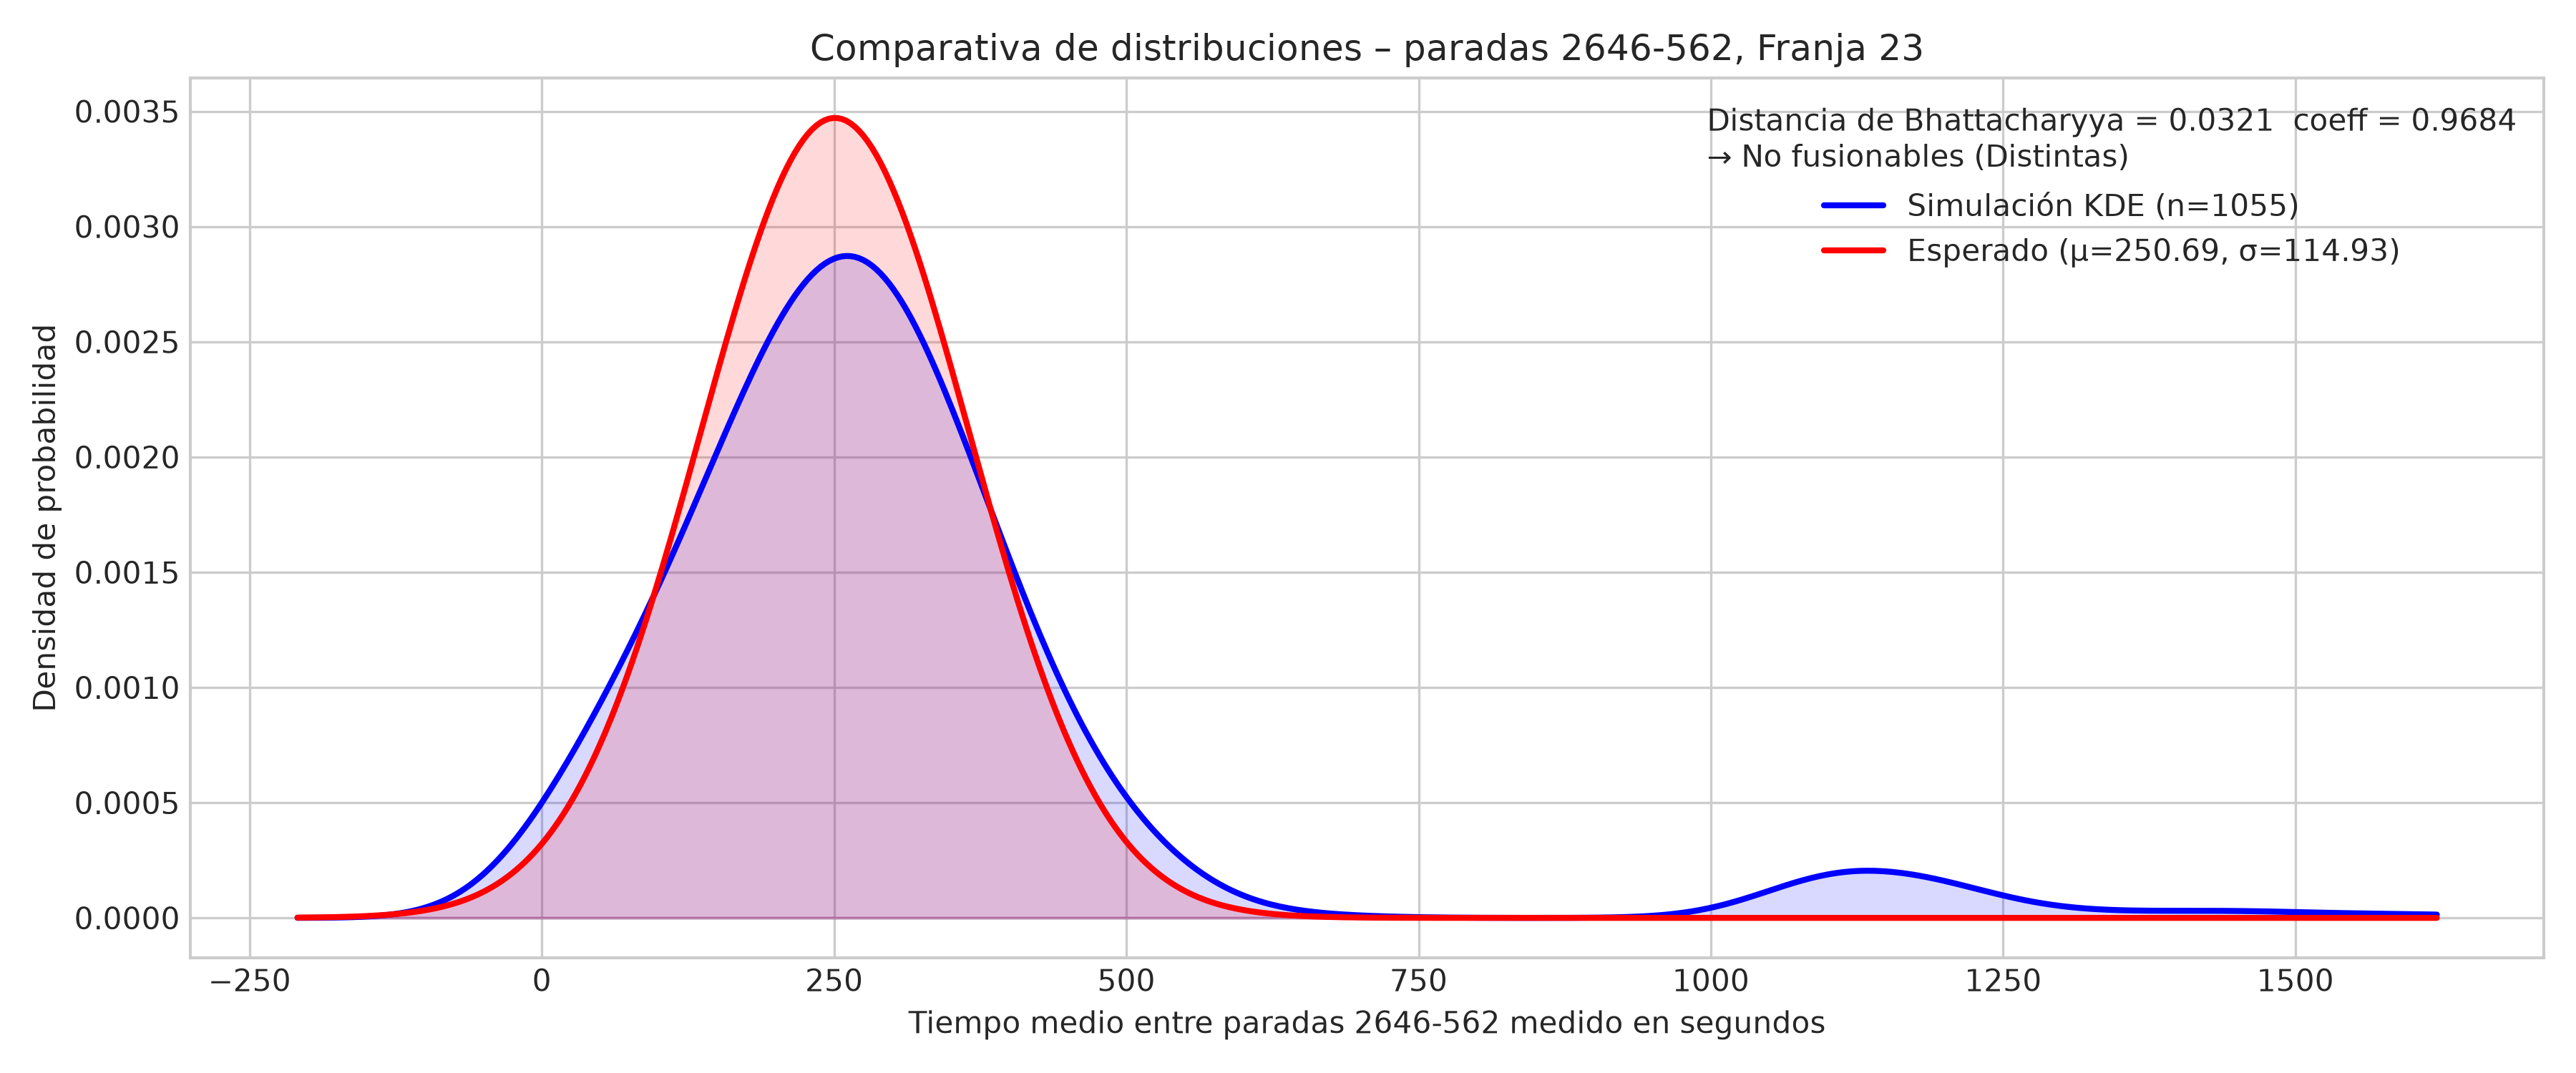 Comparativa de distribuciones – paradas 2646-562, Franja 23
Distancia de Bhattacharyya = 0.0321  coeff = 0.9684
→ No fusionables (Distintas)
Simulación KDE (n=1055)
Esperado (μ=250.69, σ=114.93)
Densidad de probabilidad
0.0035
0.0030
0.0025
0.0020
0.0015
0.0010
0.0005
0.0000
−250 0 250 500 750 1000 1250 1500
Tiempo medio entre paradas 2646-562 medido en segundos